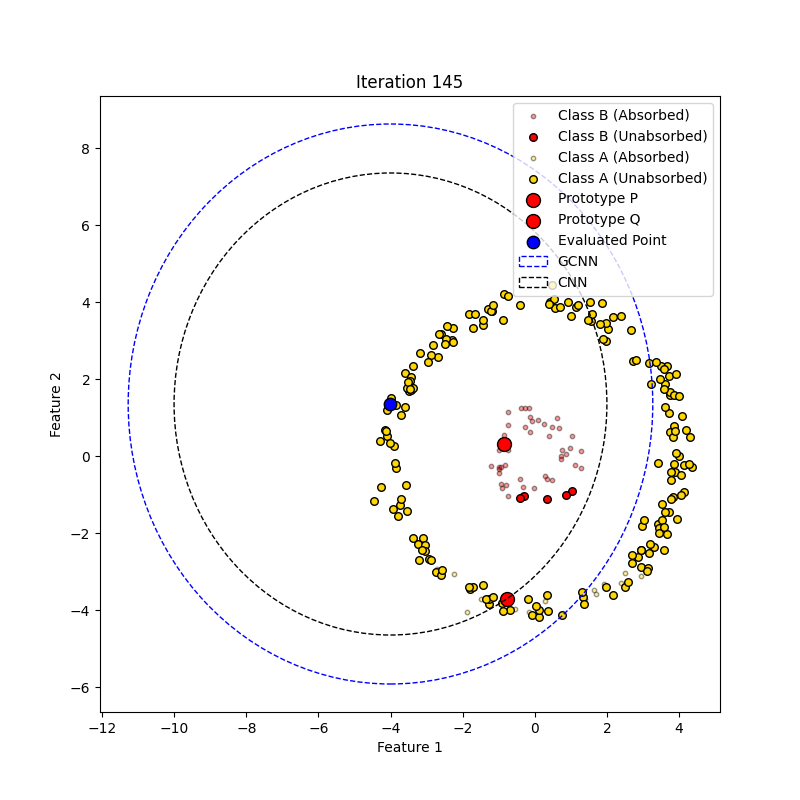 Iteration 145
Class B (Absorbed)
Class B (Unabsorbed)
Class A (Absorbed)
Class A (Unabsorbed)
Prototype P
Prototype Q
Evaluated Point
GCNN
CNN
8
6
4
2
0
−2
−4
−6
Feature 2
−12 −10 −8 −6 −4 −2 0 2 4
Feature 1